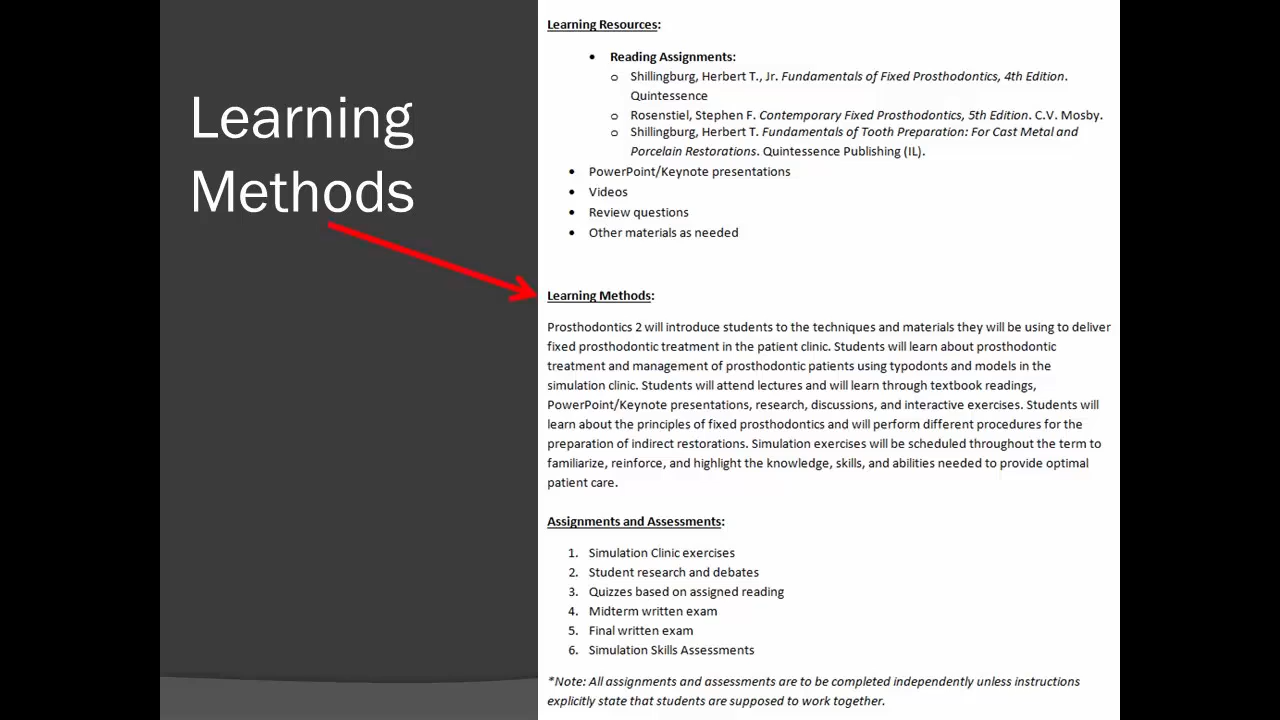 Learning
Methods
Learning Resources:
• Reading Assignments:
o Shillingburg, Herbert T., Jr. Fundamentals of Fixed Prosthodontics, 4th Edition.
Quintessence
o Rosenstiel, Stephen F. Contemporary Fixed Prosthodontics, 5th Edition. C.V. Mosby.
o Shillingburg, Herbert T. Fundamentals of Tooth Preparation: For Cast Metal and
Porcelain Restorations. Quintessence Publishing (IL).
• PowerPoint/Keynote presentations
• Videos
• Review questions
• Other materials as needed
Learning Methods:
Prosthodontics 2 will introduce students to the techniques and materials they will be using to deliver
fixed prosthodontic treatment in the patient clinic. Students will learn about prosthodontic
treatment and management of prosthodontic patients using typodonts and models in the
simulation clinic. Students will attend lectures and will learn through textbook readings,
PowerPoint/Keynote presentations, research, discussions, and interactive exercises. Students will
learn about the principles of fixed prosthodontics and will perform different procedures for the
preparation of indirect restorations. Simulation exercises will be scheduled throughout the term to
familiarize, reinforce, and highlight the knowledge, skills, and abilities needed to provide optimal
patient care.
Assignments and Assessments:
1. Simulation Clinic exercises
2. Student research and debates
3. Quizzes based on assigned reading
4. Midterm written exam
5. Final written exam
6. Simulation Skills Assessments
*Note: All assignments and assessments are to be completed independently unless instructions
explicitly state that students are supposed to work together.